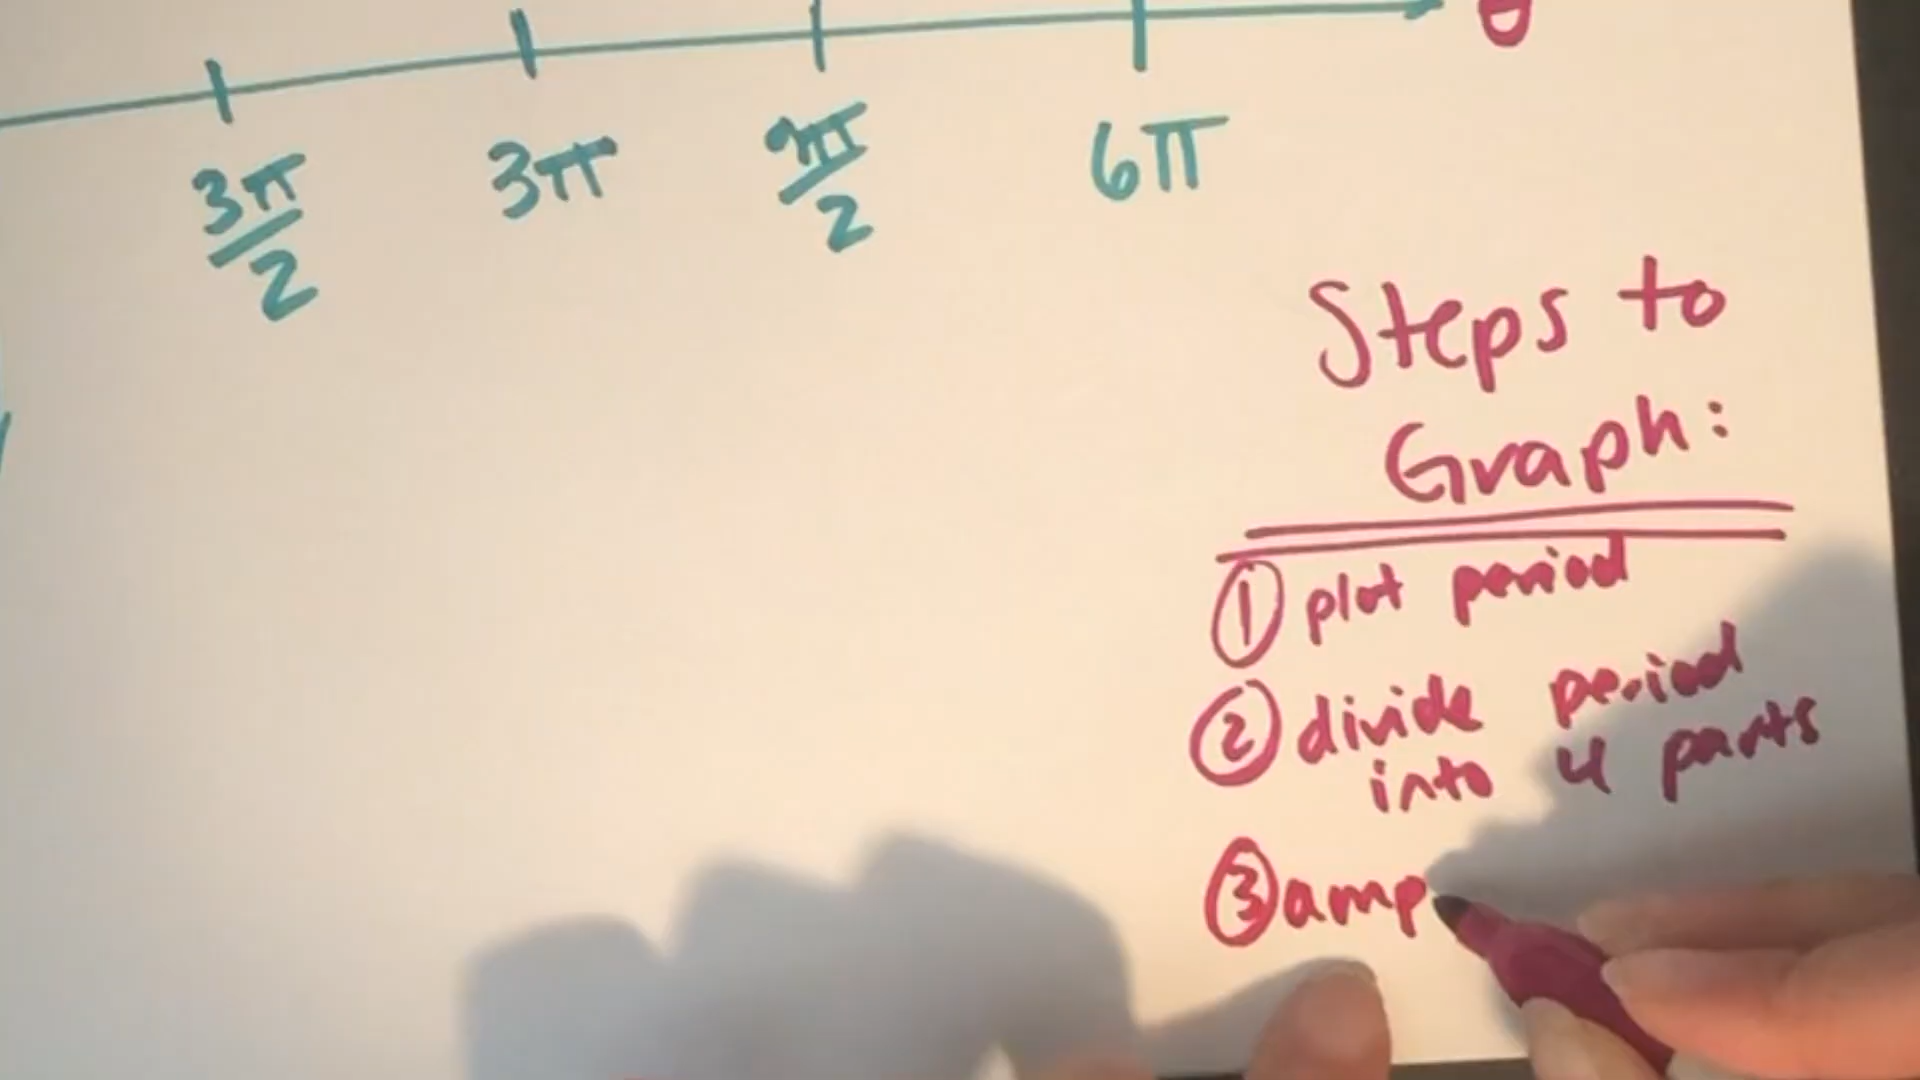 θ
3π/2 3π 9π/2 6π
Steps to
Graph:
① plot period
② divide period
into 4 parts
③ amp